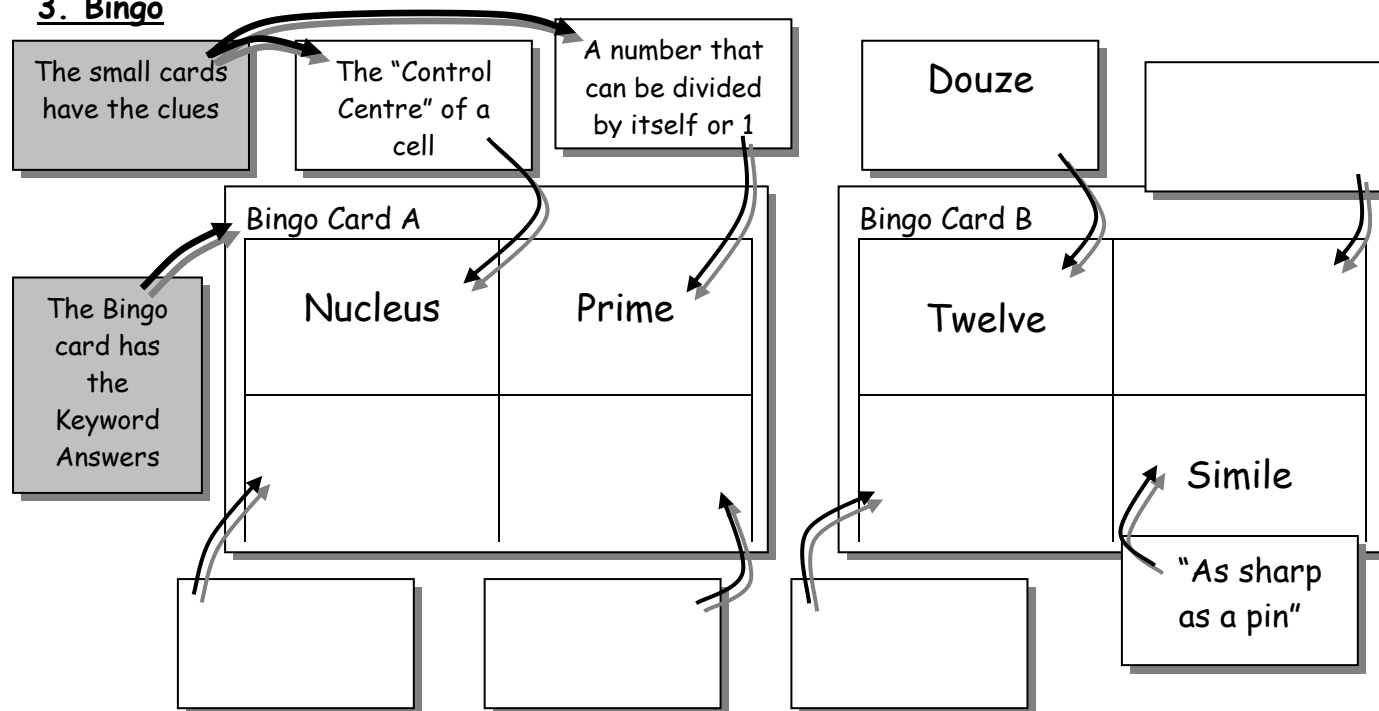 3. Bingo
The small cards
have the clues
The “Control
Centre” of a
cell
A number that
can be divided
by itself or 1
Douze
Bingo Card A
Nucleus
Prime
Bingo Card B
Twelve
Simile
The Bingo
card has
the
Keyword
Answers
“As sharp
as a pin”